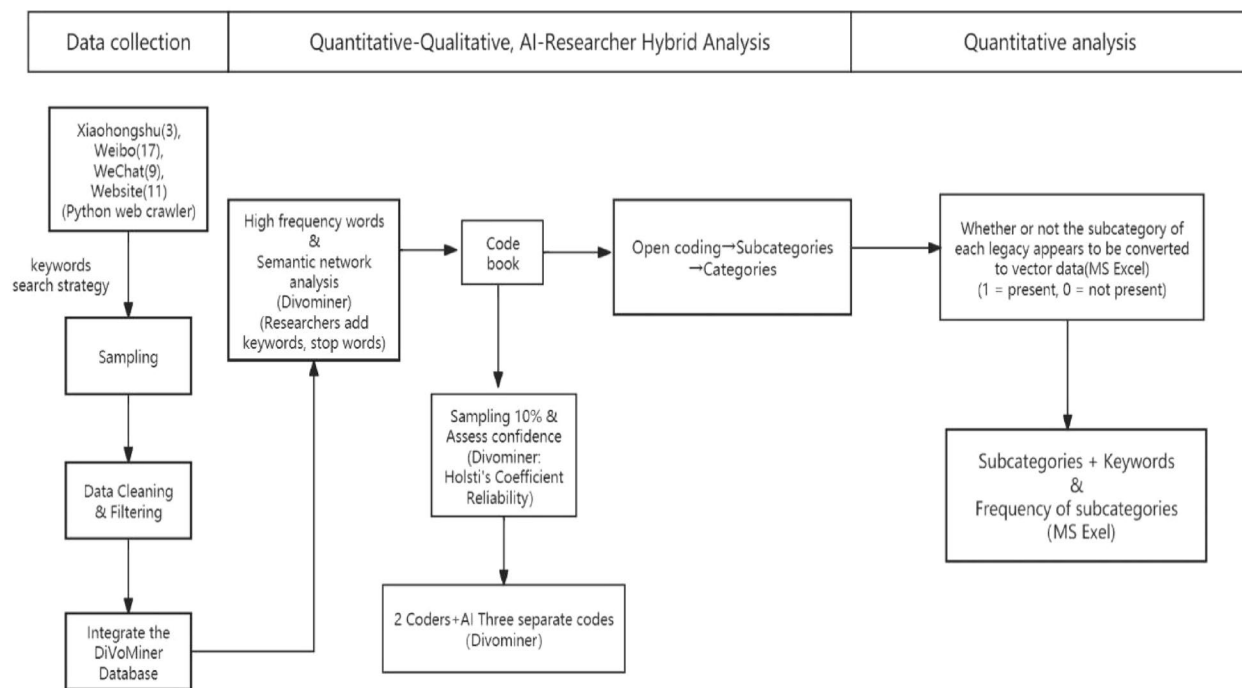 Data collection
Quantitative-Qualitative, AI-Researcher Hybrid Analysis
Quantitative analysis
Xiaohongshu(3),
Weibo(17),
WeChat(9),
Website(11)
(Python web crawler)
keywords
search strategy
Sampling
Data Cleaning
& Filtering
Integrate the
DiVoMiner
Database
High frequency words
&
Semantic network
analysis
(Divominer)
(Researchers add
keywords, stop words)
Code
book
Sampling 10% &
Assess confidence
(Divominer:
Holsti's Coefficient
Reliability)
2 Coders+AI Three separate codes
(Divominer)
Open coding→Subcategories
→Categories
Whether or not the subcategory of
each legacy appears to be converted
to vector data(MS Excel)
(1 = present, 0 = not present)
Subcategories + Keywords
&
Frequency of subcategories
(MS Exel)